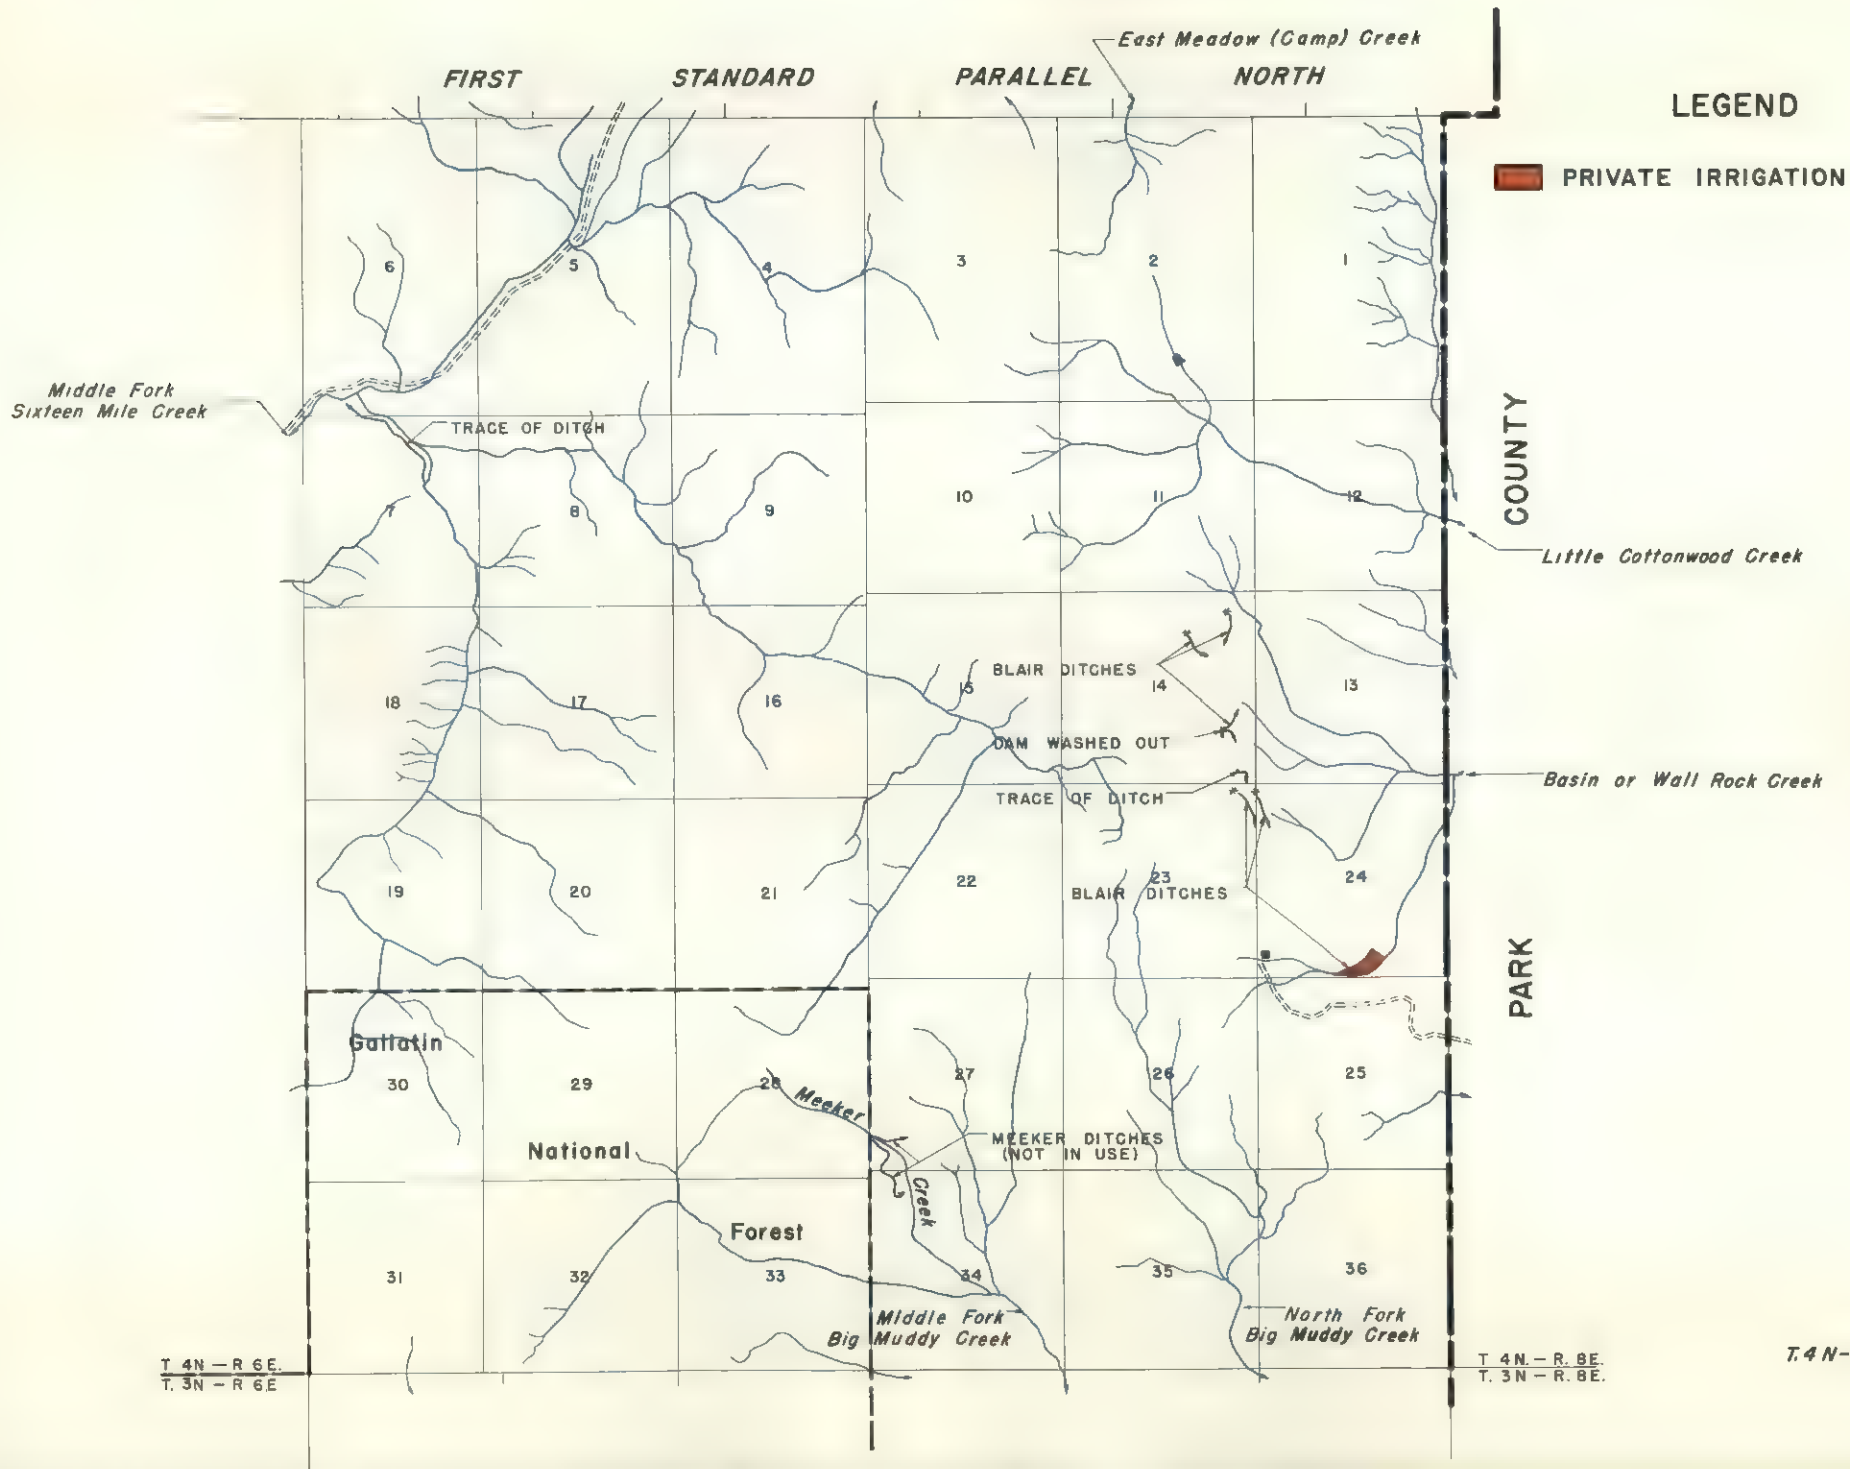 East Meadow (Camp) Creek
FIRST STANDARD PARALLEL NORTH
LEGEND
PRIVATE IRRIGATION
6
5
4
3
2
1
Middle Fork
Sixteen Mile Creek
TRACE OF DITCH
COUNTY
7
8
9
10
11
12
Little Cottonwood Creek
BLAIR DITCHES
18
17
16
15
14
13
DAM WASHED OUT
Basin or Wall Rock Creek
TRACE OF DITCH
19
20
21
22
23
24
BLAIR DITCHES
PARK
Gallatin
30
29
28
27
26
25
Meeker
National
MEEKER DITCHES
(NOT IN USE)
Creek
Forest
31
32
33
34
35
36
Middle Fork
Big Muddy Creek
North Fork
Big Muddy Creek
T 4N — R 6E.
T. 3N — R 6E
T 4N. — R. 8E.
T. 3N — R. 8E.
T. 4 N-